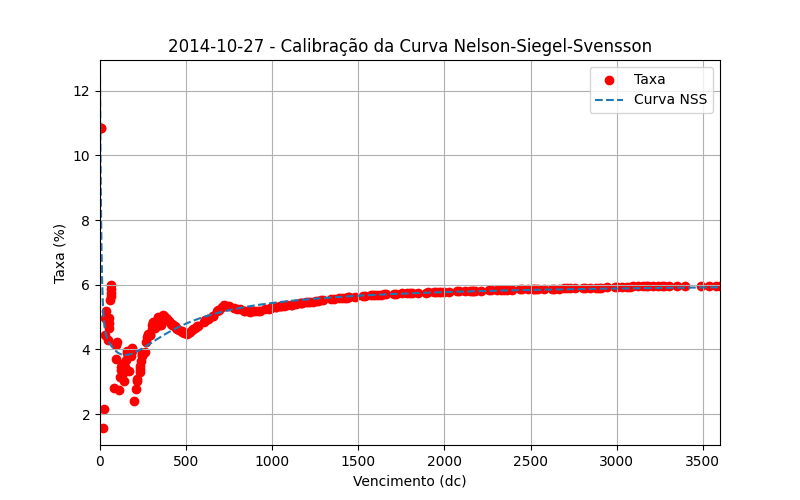 2014-10-27 - Calibração da Curva Nelson-Siegel-Svensson
Taxa
Curva NSS
Taxa (%)
12
10
8
6
4
2
0
500
1000
1500
2000
2500
3000
3500
Vencimento (dc)